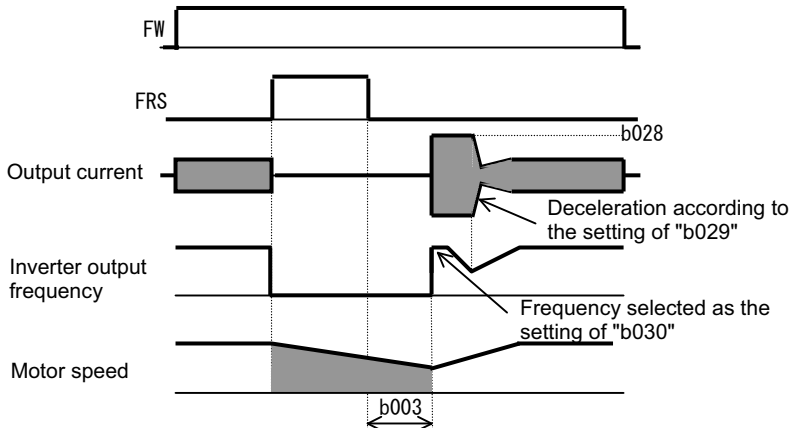 FW
FRS
b028
Output current
Deceleration according to
the setting of "b029"
Inverter output
frequency
Frequency selected as the
setting of "b030"
Motor speed
b003